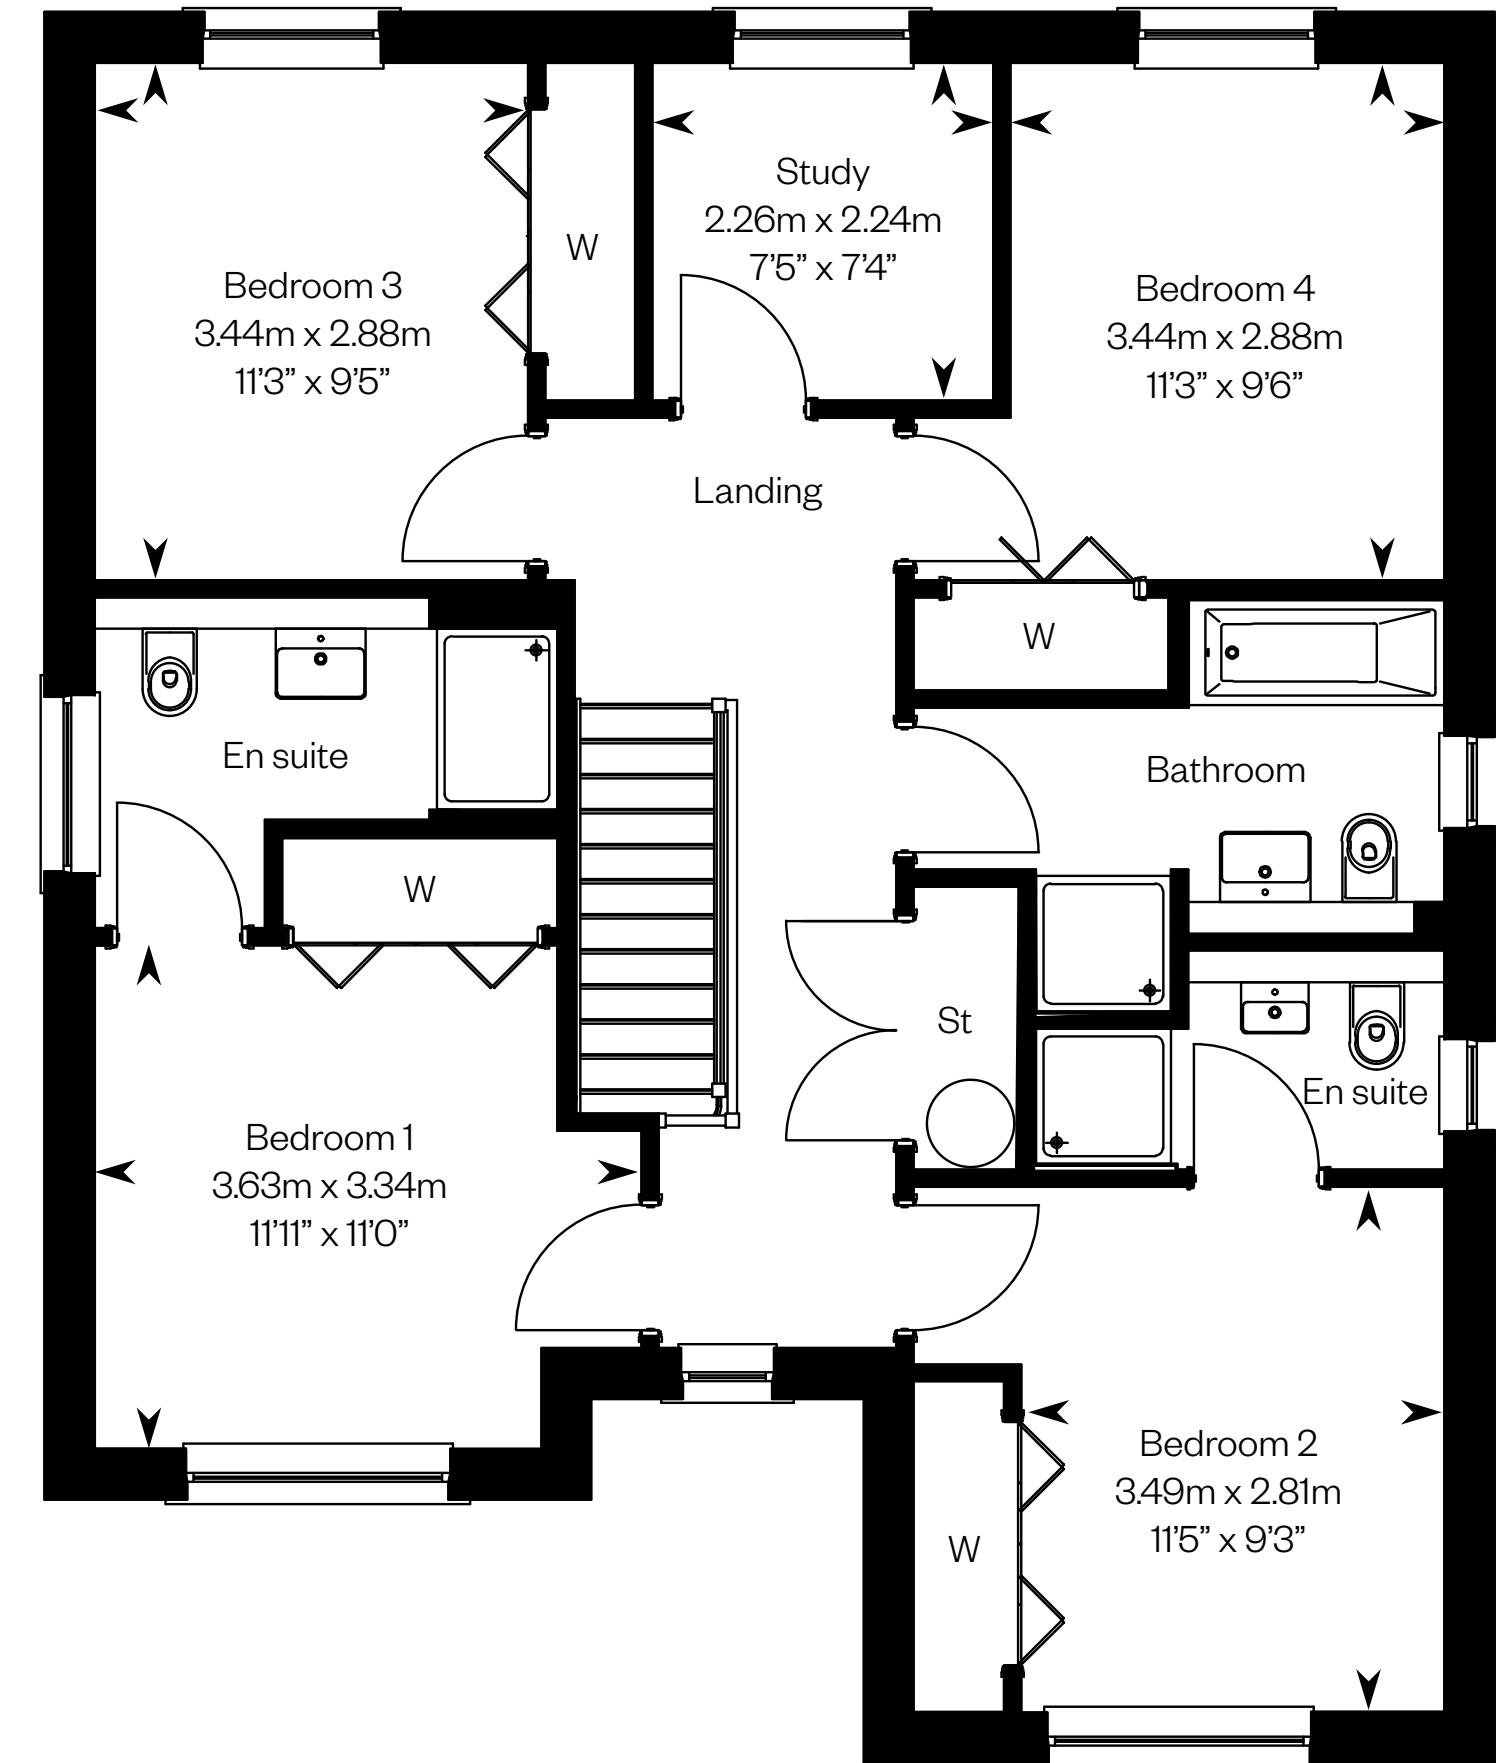 Study
2.26m x 2.24m
7’5” x 7’4”
W
Bedroom 3
3.44m x 2.88m
11’3” x 9’5”
Bedroom 4
3.44m x 2.88m
11’3” x 9’6”
Landing
W
En suite
Bathroom
W
St
En suite
Bedroom 1
3.63m x 3.34m
11’11” x 11’0”
Bedroom 2
3.49m x 2.81m
11’5” x 9’3”
W